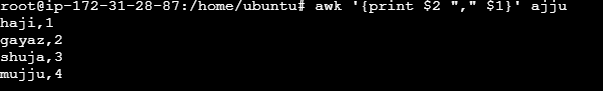 root@ip-172-31-28-87:/home/ubuntu# awk '{print $2 "," $1}' ajju
haji,1
gayaz,2
shuja,3
mujju,4